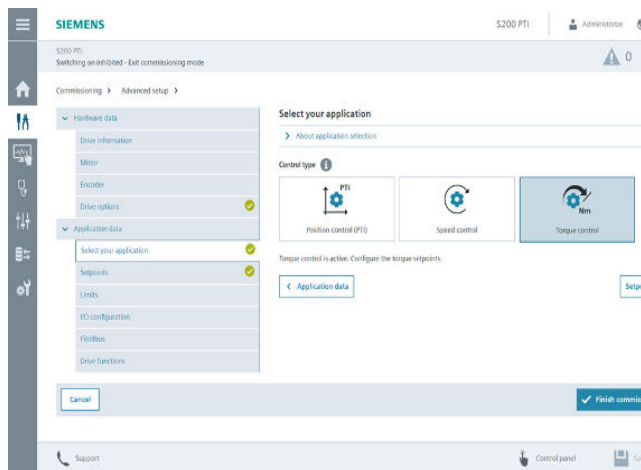 SIEMENS
S200 PTI
Administrator
S200 PTI:
Switching on inhibited - Exit commissioning mode
0
Commissioning > Advanced setup >
Hardware data
Drive information
Motor
Encoder
Drive options
Application data
Select your application
Setpoints
Limits
I/O configuration
Fieldbus
Drive functions
Select your application
About application selection
Control type
PTI
Position control (PTI)
Speed control
Nm
Torque control
Torque control is active. Configure the torque setpoints.
Application data
Setp
Cancel
Finish commis
Support
Control panel